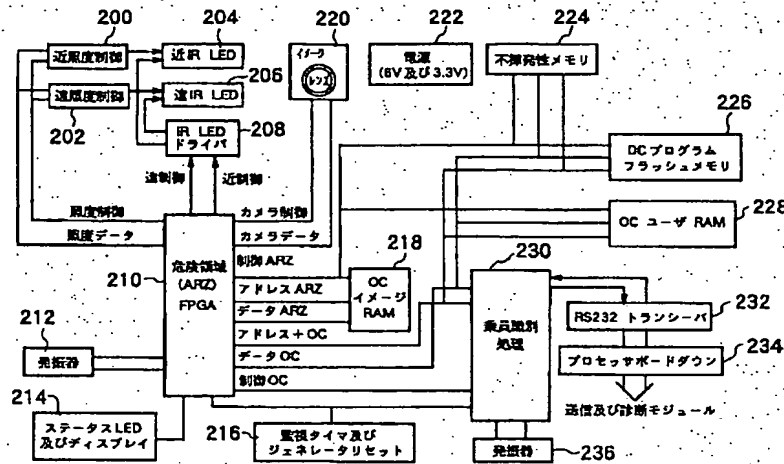 200
204
220
222
224
近照度制御
近IR LED
イメージャ
レンズ
電源
(6V及び3.3V)
不揮発性メモリ
206
遠照度制御
遠IR LED
202
208
226
IR LED
ドライバ
DCプログラム
フラッシュメモリ
遠制御
近制御
228
照度制御
カメラ制御
OC ユーザ RAM
照度データ
カメラデータ
218
230
210
危険領域
(ARZ)
FPGA
制御 ARZ
アドレス ARZ
OC
イメージ
RAM
データ ARZ
乗員識別
処理
232
RS232 トランシーバ
212
アドレス+OC
234
発振器
データ OC
プロセッサボードダウン
制御 OC
214
送信及び診断モジュール
ステータスLED
及びディスプレイ
216
監視タイマ及び
ジェネレータリセット
発振器
236